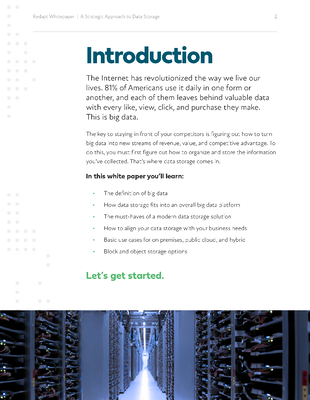 Redapt Whitepaper | A Strategic Approach to Data Storage 2
Introduction
The Internet has revolutionized the way we live our
lives. 81% of Americans use it daily in one form or
another, and each of them leaves behind valuable data
with every like, view, click, and purchase they make.
This is big data.
The key to staying in front of your competitors is figuring out how to turn
big data into new streams of revenue, value, and competitive advantage. To
do this, you must first figure out how to organize and store the information
you've collected. That's where data storage comes in.
In this white paper you'll learn:
- The definition of big data
- How data storage fits into an overall big data platform
- The must-haves of a modern data storage solution
- How to align your data storage with your business needs
- Basic use cases for on premises, public cloud, and hybrid
- Block and object storage options
Let's get started.